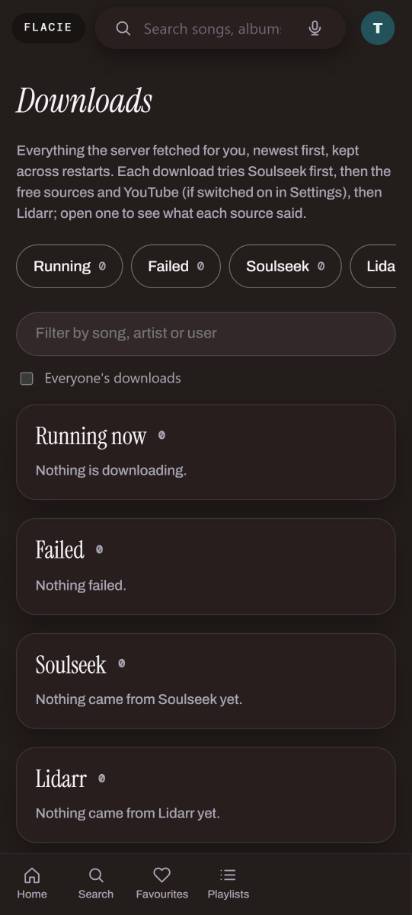 FLACIE
Search songs, album
T
Downloads
Everything the server fetched for you, newest first, kept
across restarts. Each download tries Soulseek first, then the
free sources and YouTube (if switched on in Settings), then
Lidarr; open one to see what each source said.
Running 0 Failed 0 Soulseek 0 Lida
Filter by song, artist or user
Everyone's downloads
Running now 0
Nothing is downloading.
Failed 0
Nothing failed.
Soulseek 0
Nothing came from Soulseek yet.
Lidarr 0
Nothing came from Lidarr yet.
Home Search Favourites Playlists